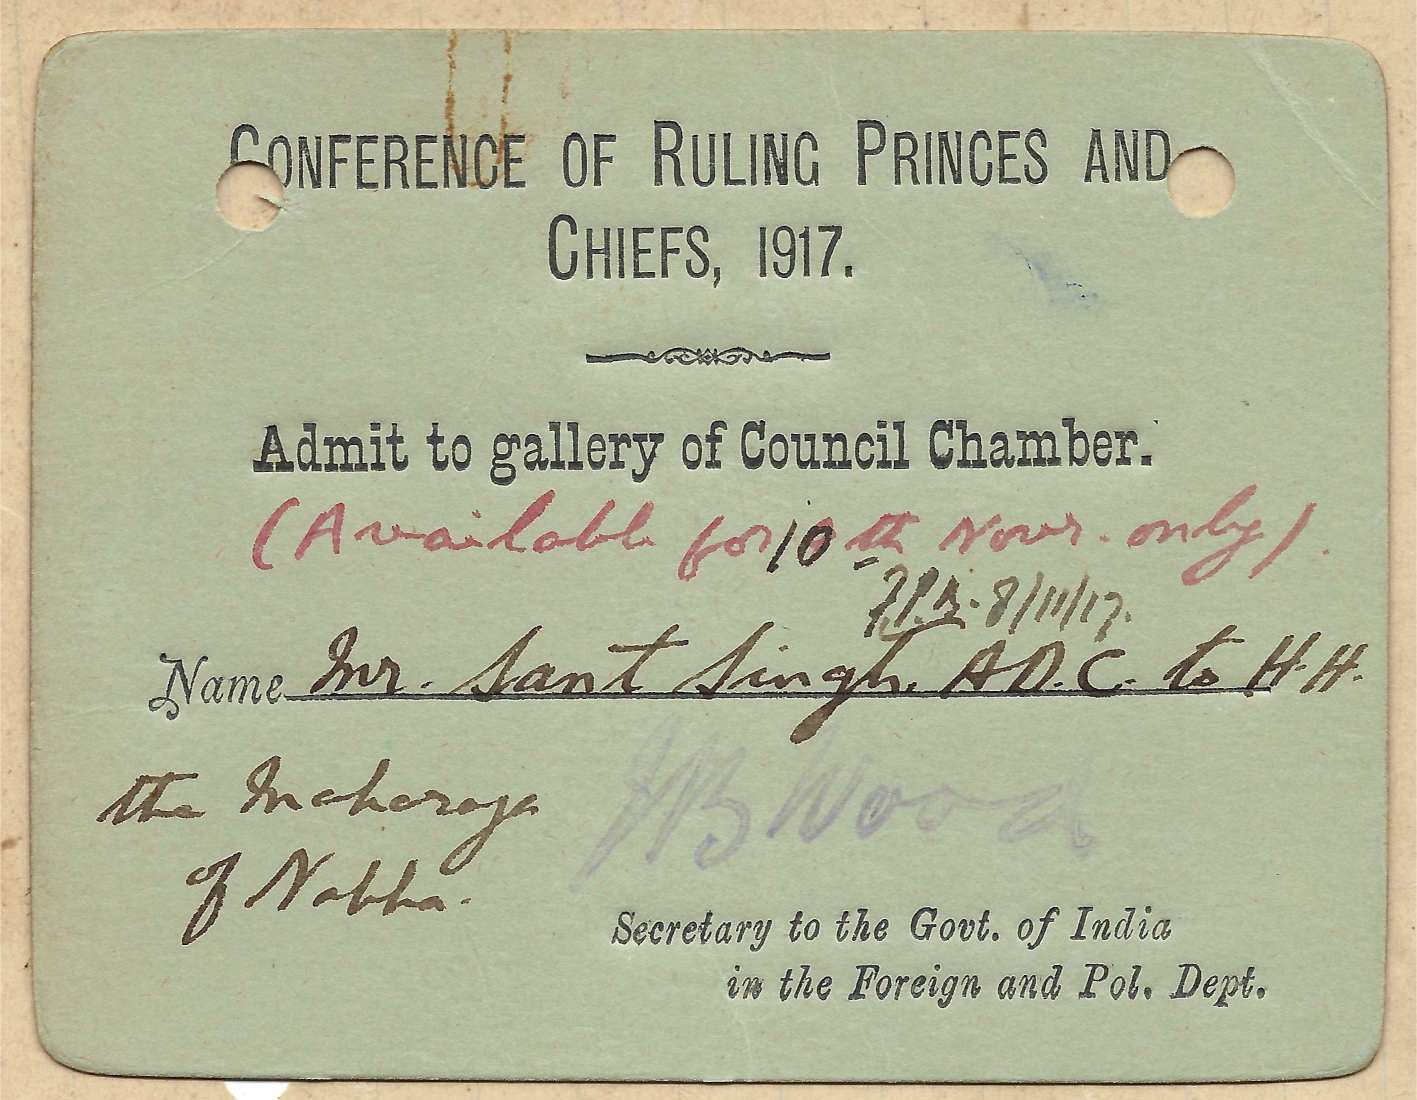 CONFERENCE OF RULING PRINCES AND
CHIEFS, 1917.
Admit to gallery of Council Chamber.
(Available for 10th Novr. only).
8/11/17.
Name Mr. Sant Singh, A.D.C. to H.H.
the Maharaja
of Nabha.
JB Wood
Secretary to the Govt. of India
in the Foreign and Pol. Dept.